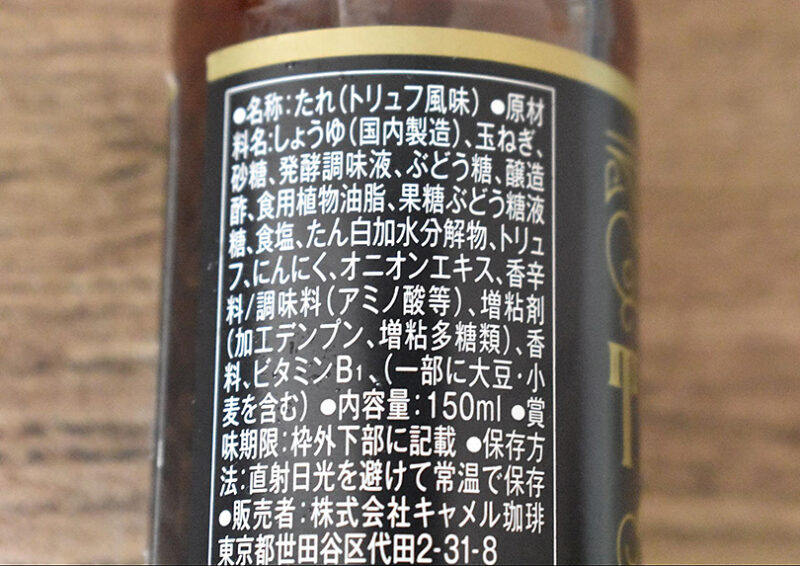 ●名称:たれ(トリュフ風味) ●原材
料名:しょうゆ(国内製造)、玉ねぎ、
砂糖、発酵調味液、ぶどう糖、醸造
酢、食用植物油脂、果糖ぶどう糖液
糖、食塩、たん白加水分解物、トリュ
フ、にんにく、オニオンエキス、香辛
料/調味料(アミノ酸等)、増粘剤
(加工デンプン、増粘多糖類)、香
料、ビタミンB1、(一部に大豆・小
麦を含む) ●内容量:150ml ●賞
味期限:枠外下部に記載 ●保存方
法:直射日光を避けて常温で保存
●販売者:株式会社キャメル珈琲
東京都世田谷区代田2-31-8